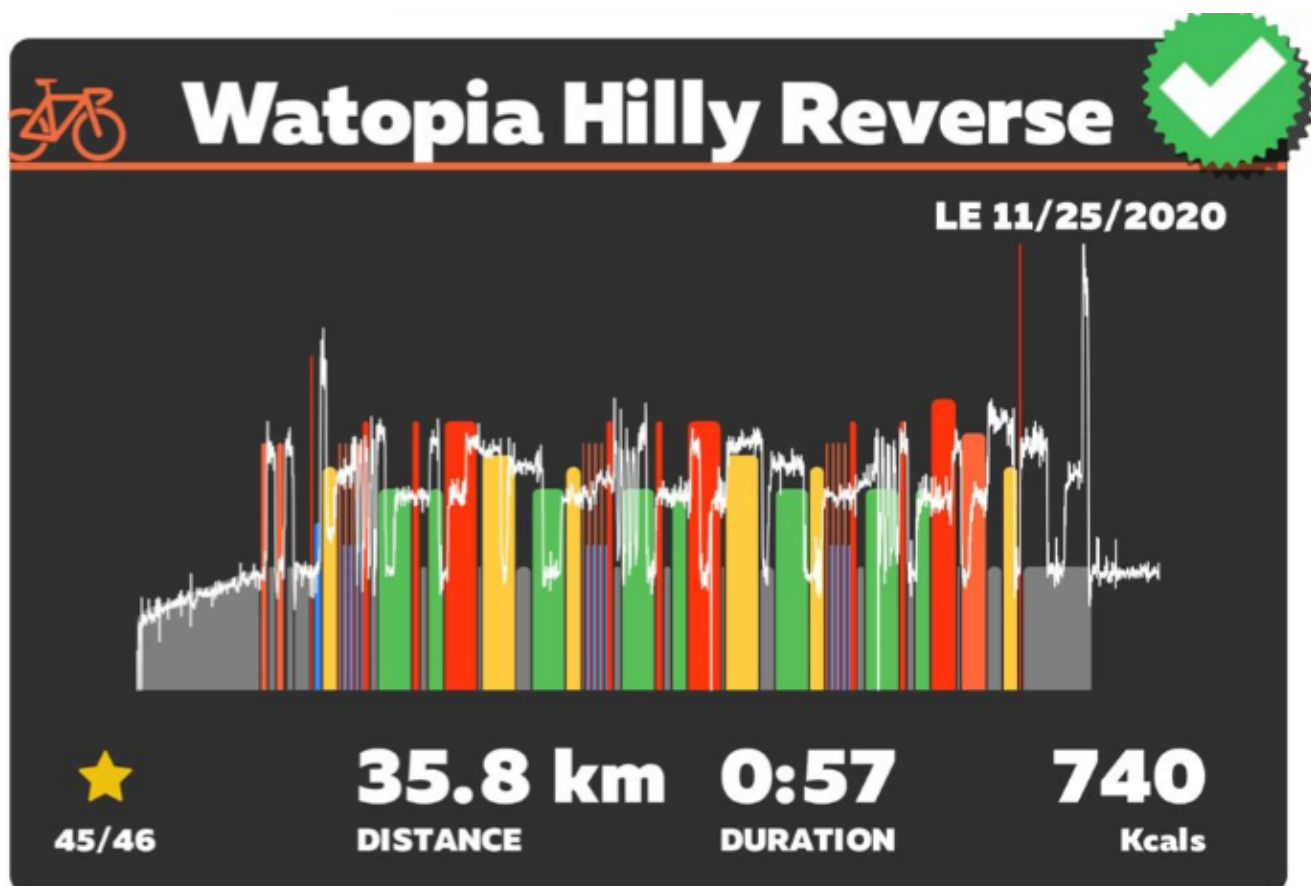 Watopia Hilly Reverse
LE 11/25/2020
45/46
35.8 km
DISTANCE
0:57
DURATION
740
Kcals